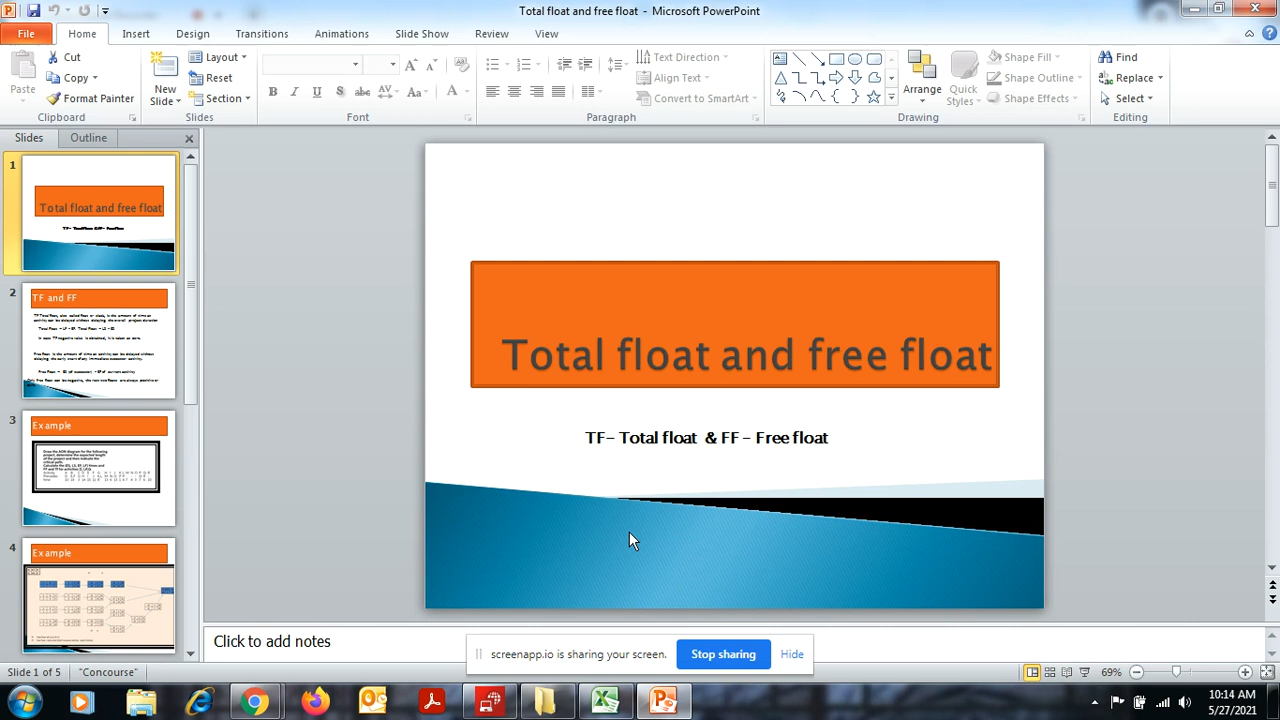 Total float and free float - Microsoft PowerPoint
File Home Insert Design Transitions Animations Slide Show Review View
Cut
Copy
Format Painter
Paste
Clipboard
New
Slide
Layout
Reset
Section
Slides
Font
Text Direction
Align Text
Convert to SmartArt
Paragraph
Arrange
Quick
Styles
Shape Fill
Shape Outline
Shape Effects
Drawing
Find
Replace
Select
Editing
Slides Outline
1
Total float and free float
2
TF and FF
3
Example
4
Example
Total float and free float
TF- Total float & FF - Free float
Click to add notes
screenapp.io is sharing your screen. Stop sharing Hide
Slide 1 of 5 "Concourse" 69%
10:14 AM
5/27/2021